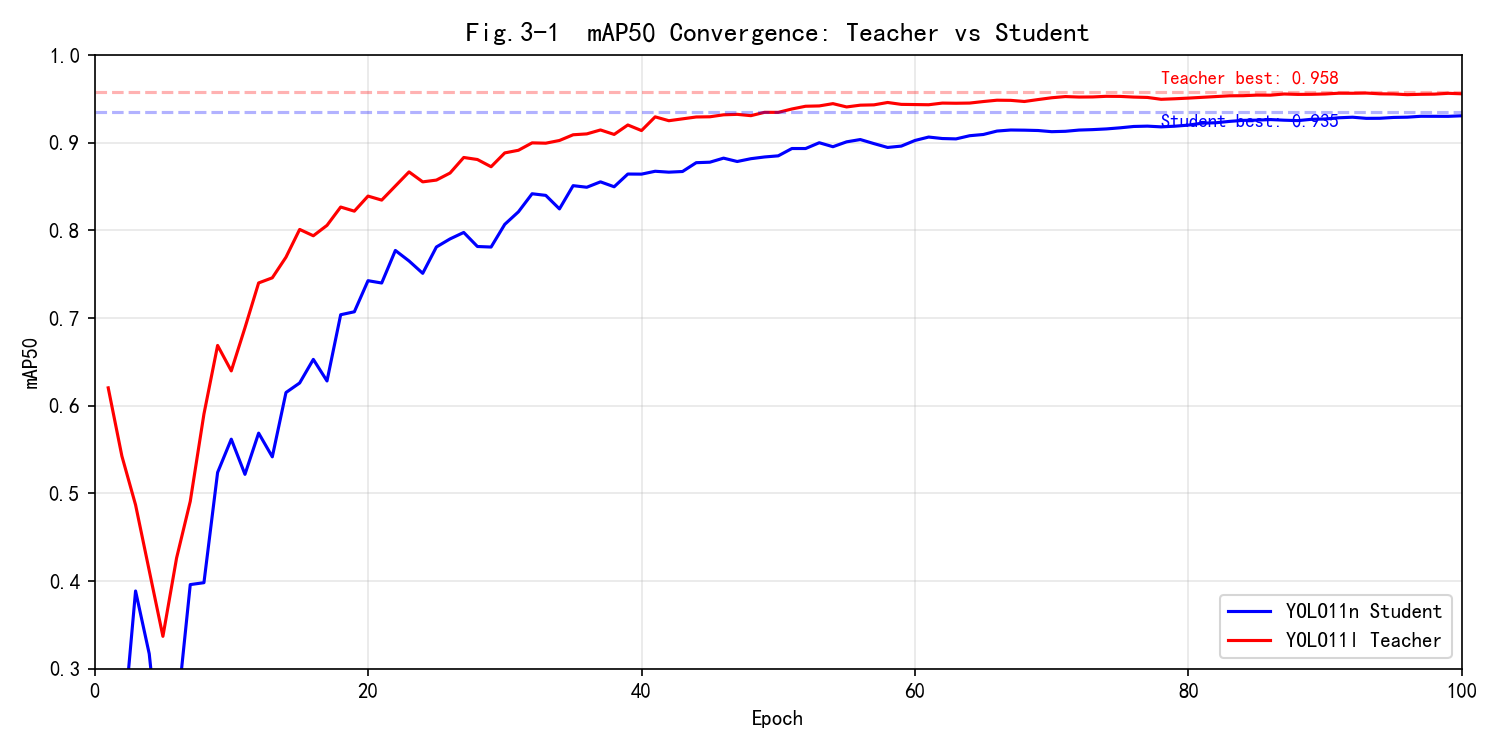 Fig.3-1 mAP50 Convergence: Teacher vs Student
1.0
0.9
0.8
0.7
0.6
0.5
0.4
0.3
mAP50
Teacher best: 0.958
Student best: 0.935
YOLO11n Student
YOLO11l Teacher
0 20 40 60 80 100
Epoch